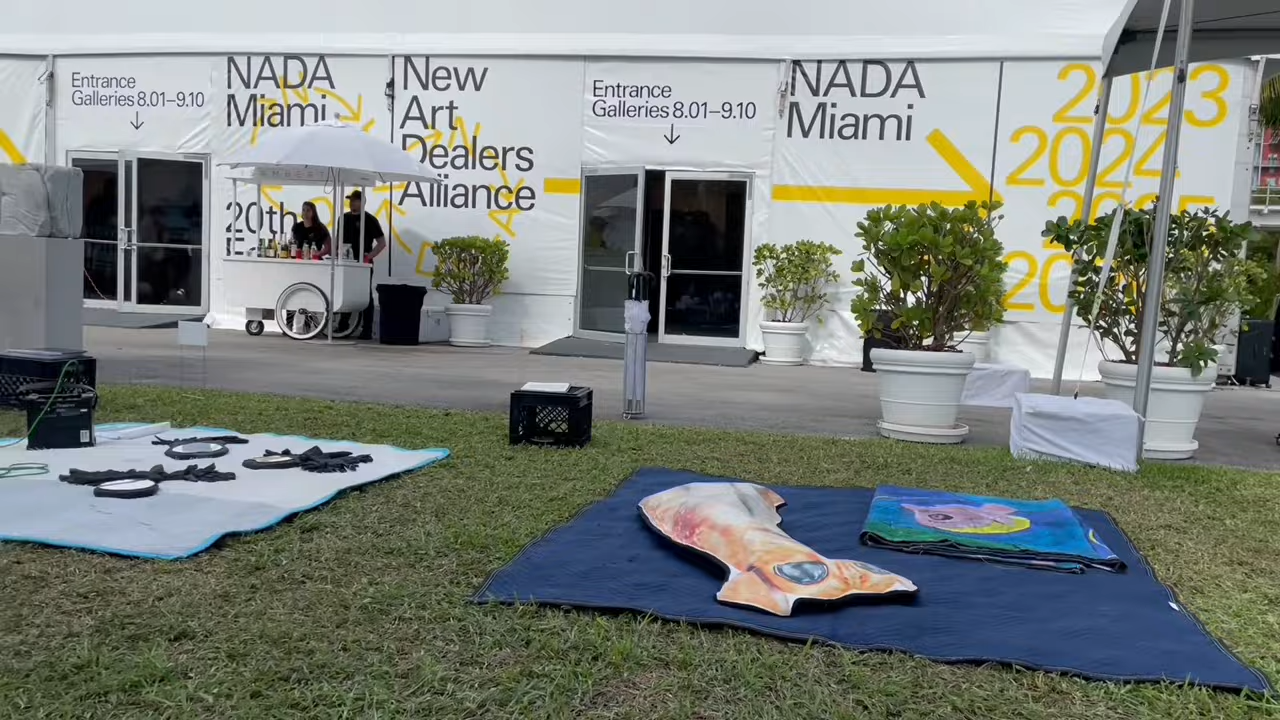 Entrance
Galleries 8.01–9.10
↓
NADA
Miami
20th
New
Art
Dealers
Alliance
Entrance
Galleries 8.01–9.10
↓
NADA
Miami
2023
2024